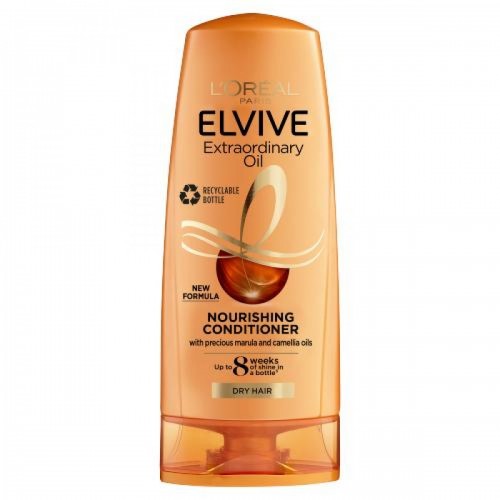 L'ORÉAL
PARIS
ELVIVE
Extraordinary
Oil
RECYCLABLE
BOTTLE
NEW
FORMULA
NOURISHING
CONDITIONER
with precious marula and camellia oils
Up to 8 weeks
of shine in
a bottle*
DRY HAIR